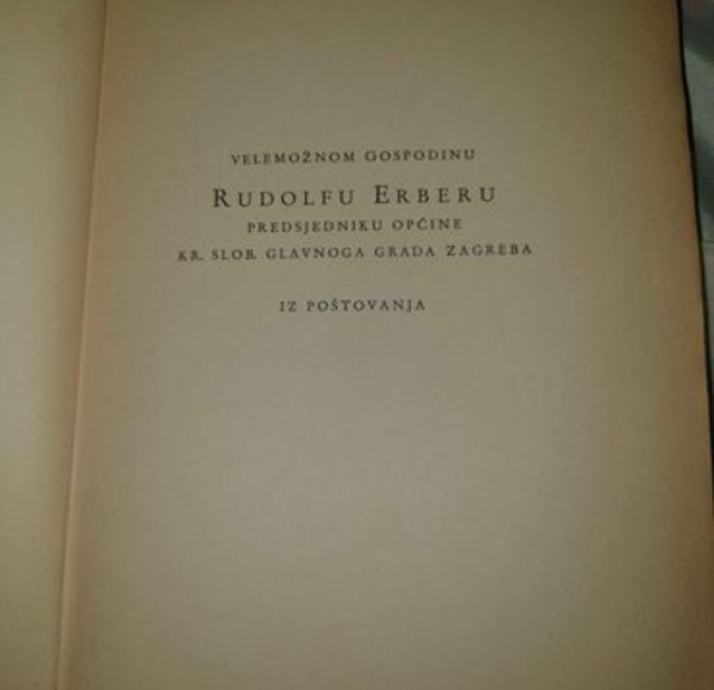 VELEMOŽNOM GOSPODINU
RUDOLFU ERBERU
PREDSJEDNIKU OPĆINE
KR. SLOB. GLAVNOGA GRADA ZAGREBA
IZ POŠTOVANJA